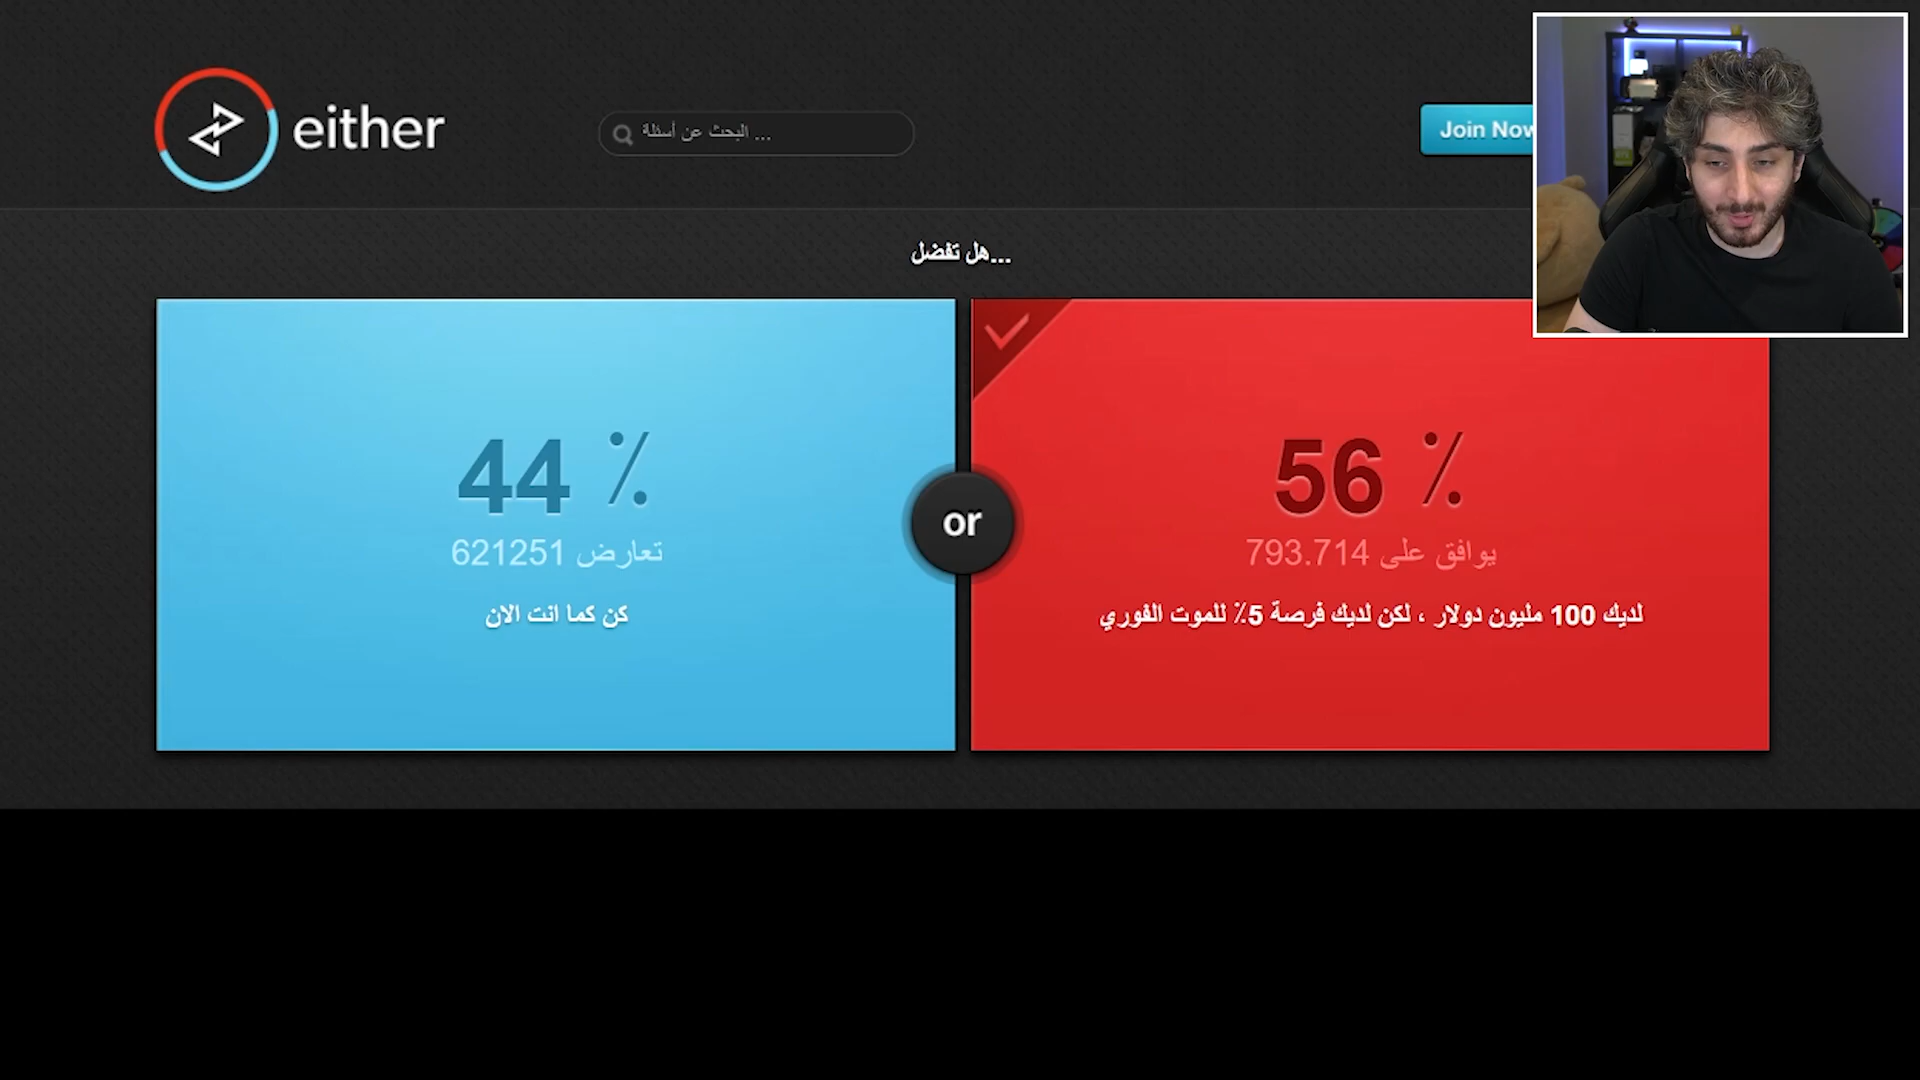 either
البحث عن أسئلة ...
Join Now
هل تفضل...
44 ٪
تعارض 621251
كن كما انت الان
or
56 ٪
يوافق على 793.714
لديك 100 مليون دولار ، لكن لديك فرصة 5٪ للموت الفوري